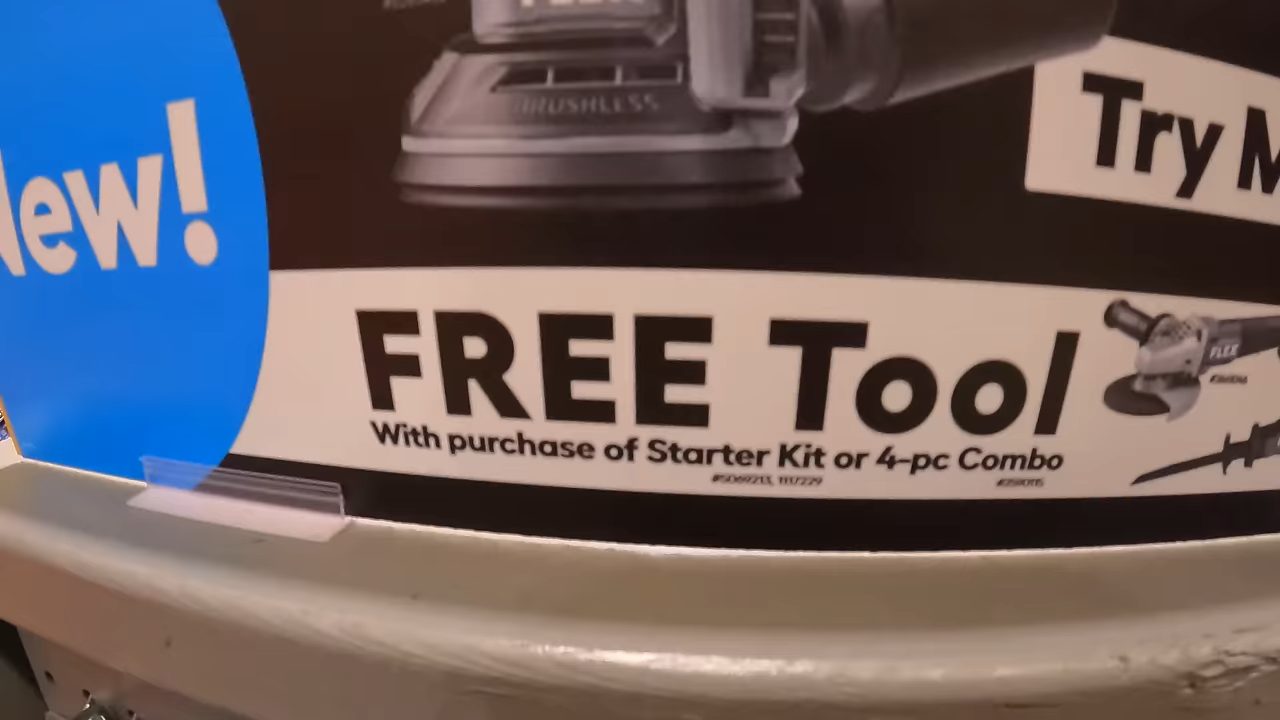 BRUSHLESS
New!
Try M
FREE Tool
FLEX
With purchase of Starter Kit or 4-pc Combo